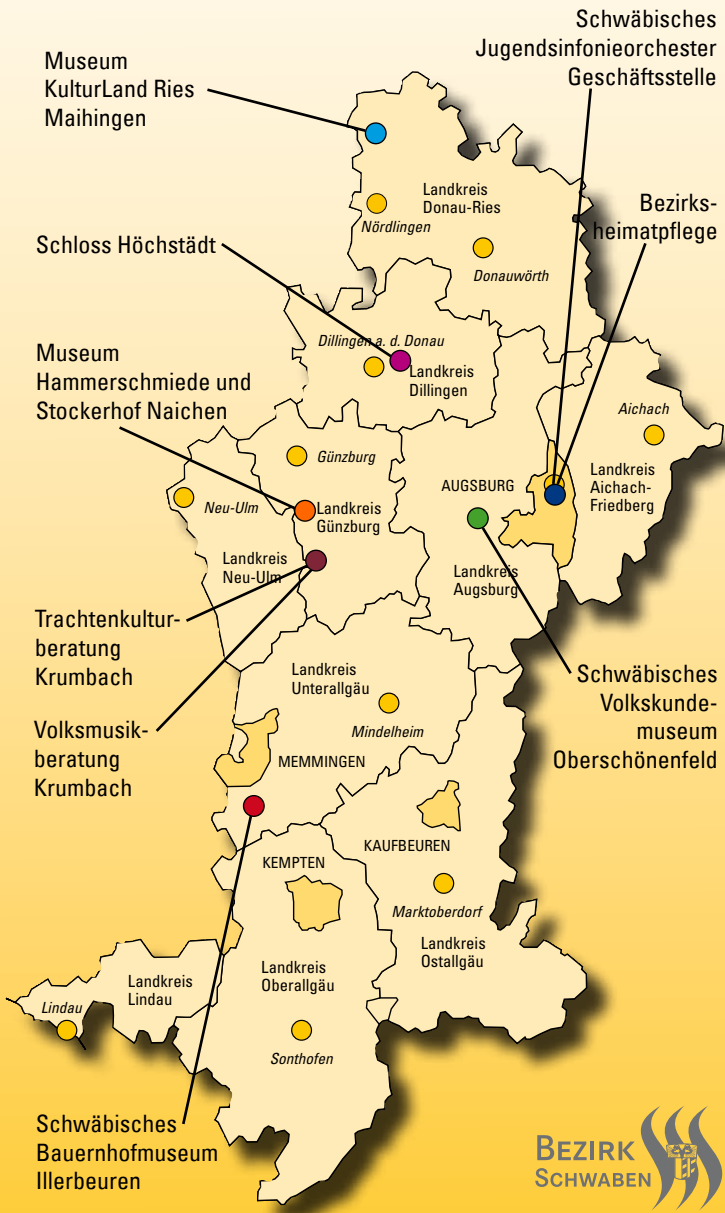 Schwäbisches
Jugendsinfonieorchester
Geschäftsstelle
Museum
KulturLand Ries
Maihingen
Landkreis
Donau-Ries
Bezirks-
heimatpflege
Nördlingen
Schloss Höchstädt
Donauwörth
Dillingen a. d. Donau
Landkreis
Dillingen
Museum
Hammerschmiede und
Stockerhof Naichen
Aichach
Günzburg
Landkreis
Aichach-
Friedberg
AUGSBURG
Neu-Ulm
Landkreis
Günzburg
Landkreis
Neu-Ulm
Landkreis
Augsburg
Trachtenkultur-
beratung
Krumbach
Landkreis
Unterallgäu
Schwäbisches
Volkskunde-
museum
Oberschönenfeld
Mindelheim
Volksmusik-
beratung
Krumbach
MEMMINGEN
KAUFBEUREN
KEMPTEN
Marktoberdorf
Landkreis
Ostallgäu
Landkreis
Oberallgäu
Landkreis
Lindau
Lindau
Sonthofen
Schwäbisches
Bauernhofmuseum
Illerbeuren
BEZIRK
SCHWABEN